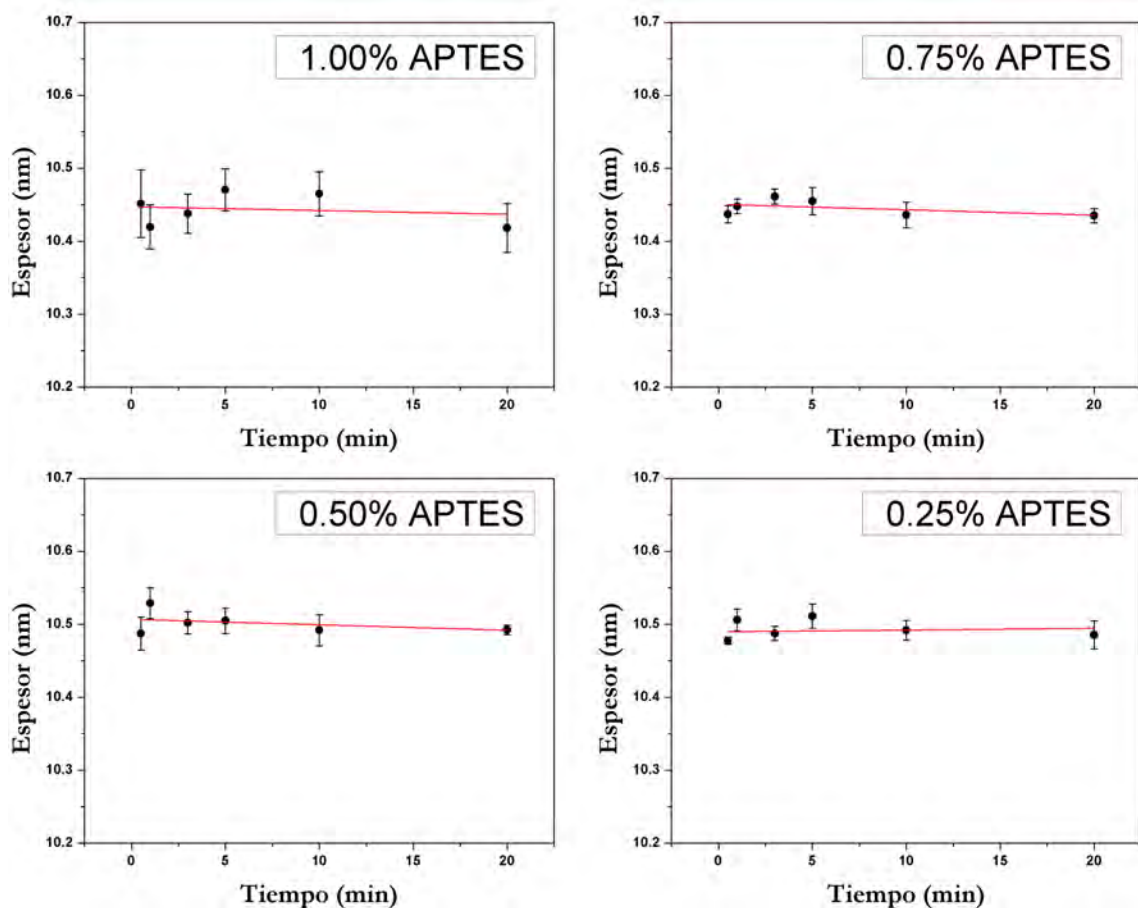 1.00% APTES
10.7
10.6
10.5
10.4
10.3
10.2
Espesor (nm)
0 5 10 15 20
Tiempo (min)
0.75% APTES
10.7
10.6
10.5
10.4
10.3
10.2
Espesor (nm)
0 5 10 15 20
Tiempo (min)
0.50% APTES
10.7
10.6
10.5
10.4
10.3
10.2
Espesor (nm)
0 5 10 15 20
Tiempo (min)
0.25% APTES
10.7
10.6
10.5
10.4
10.3
10.2
Espesor (nm)
0 5 10 15 20
Tiempo (min)